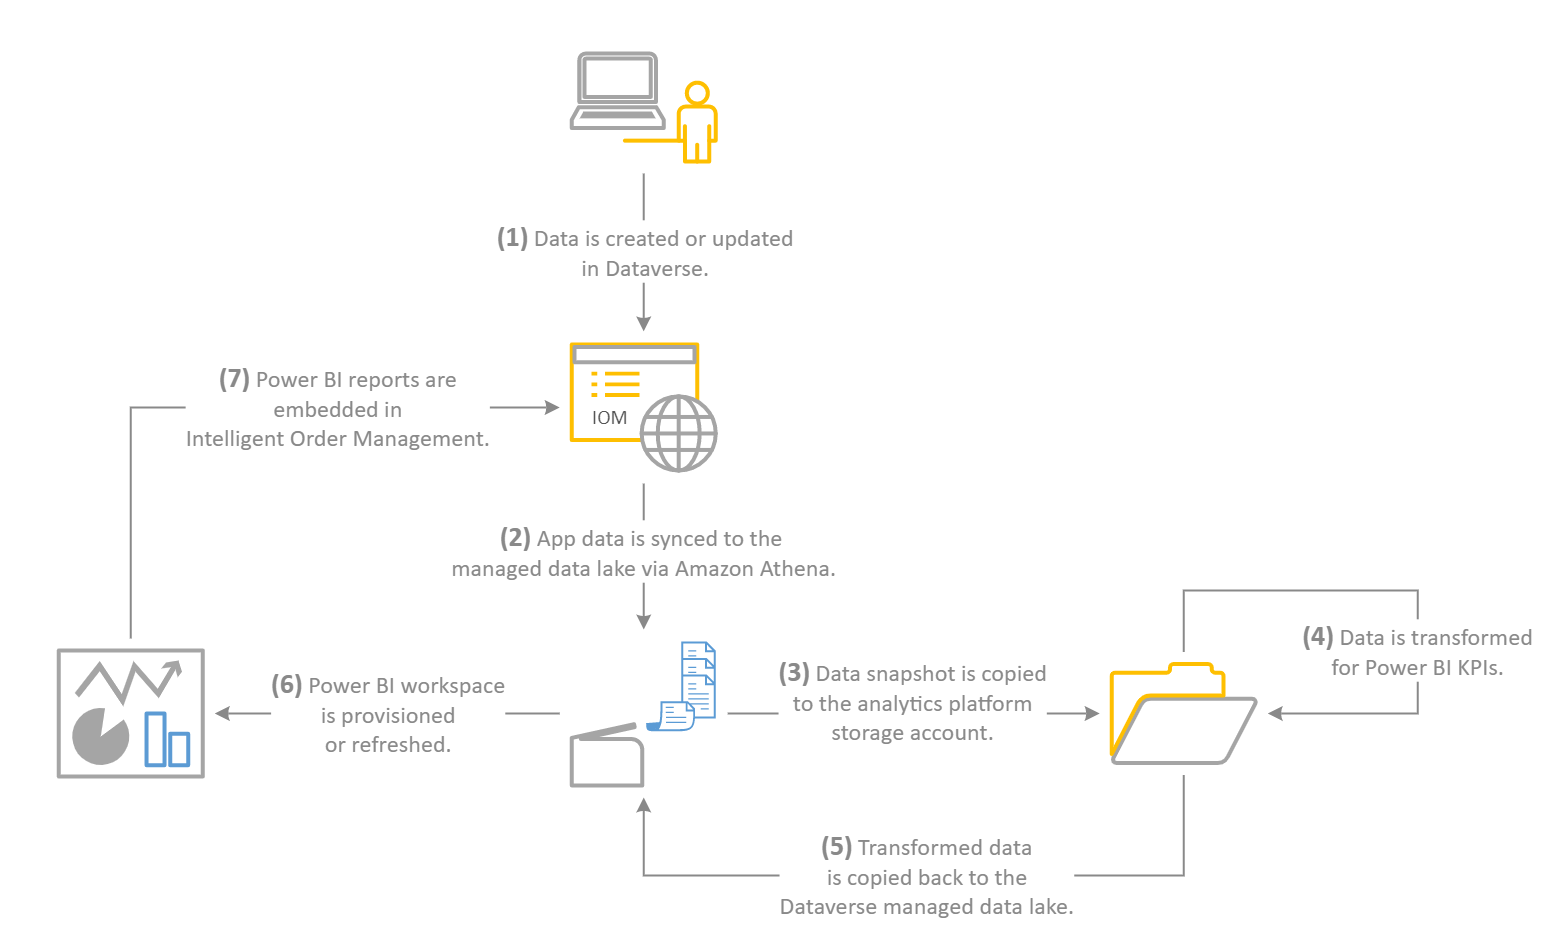 (1) Data is created or updated
in Dataverse.
(7) Power BI reports are
embedded in
Intelligent Order Management.
IOM
(2) App data is synced to the
managed data lake via Amazon Athena.
(3) Data snapshot is copied
to the analytics platform
storage account.
(4) Data is transformed
for Power BI KPIs.
(6) Power BI workspace
is provisioned
or refreshed.
(5) Transformed data
is copied back to the
Dataverse managed data lake.